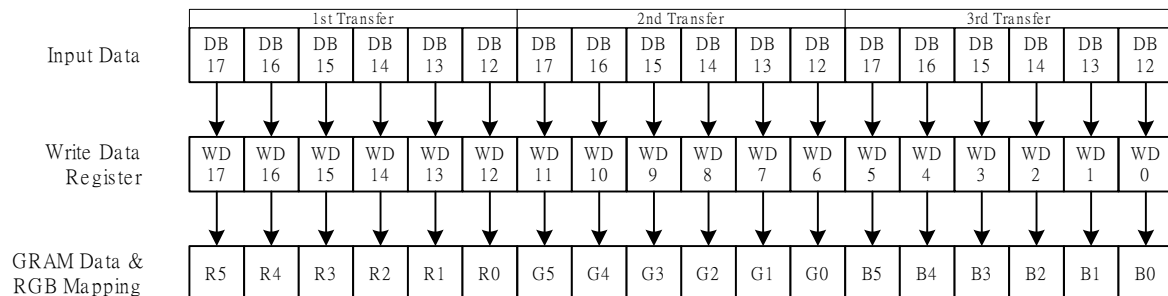 1st Transfer 2nd Transfer 3rd Transfer
Input Data DB DB DB DB DB DB DB DB DB DB DB DB DB DB DB DB DB DB
17 16 15 14 13 12 17 16 15 14 13 12 17 16 15 14 13 12
Write Data WD WD WD WD WD WD WD WD WD WD WD WD WD WD WD WD WD WD
Register 17 16 15 14 13 12 11 10 9 8 7 6 5 4 3 2 1 0
GRAM Data &
RGB Mapping R5 R4 R3 R2 R1 R0 G5 G4 G3 G2 G1 G0 B5 B4 B3 B2 B1 B0